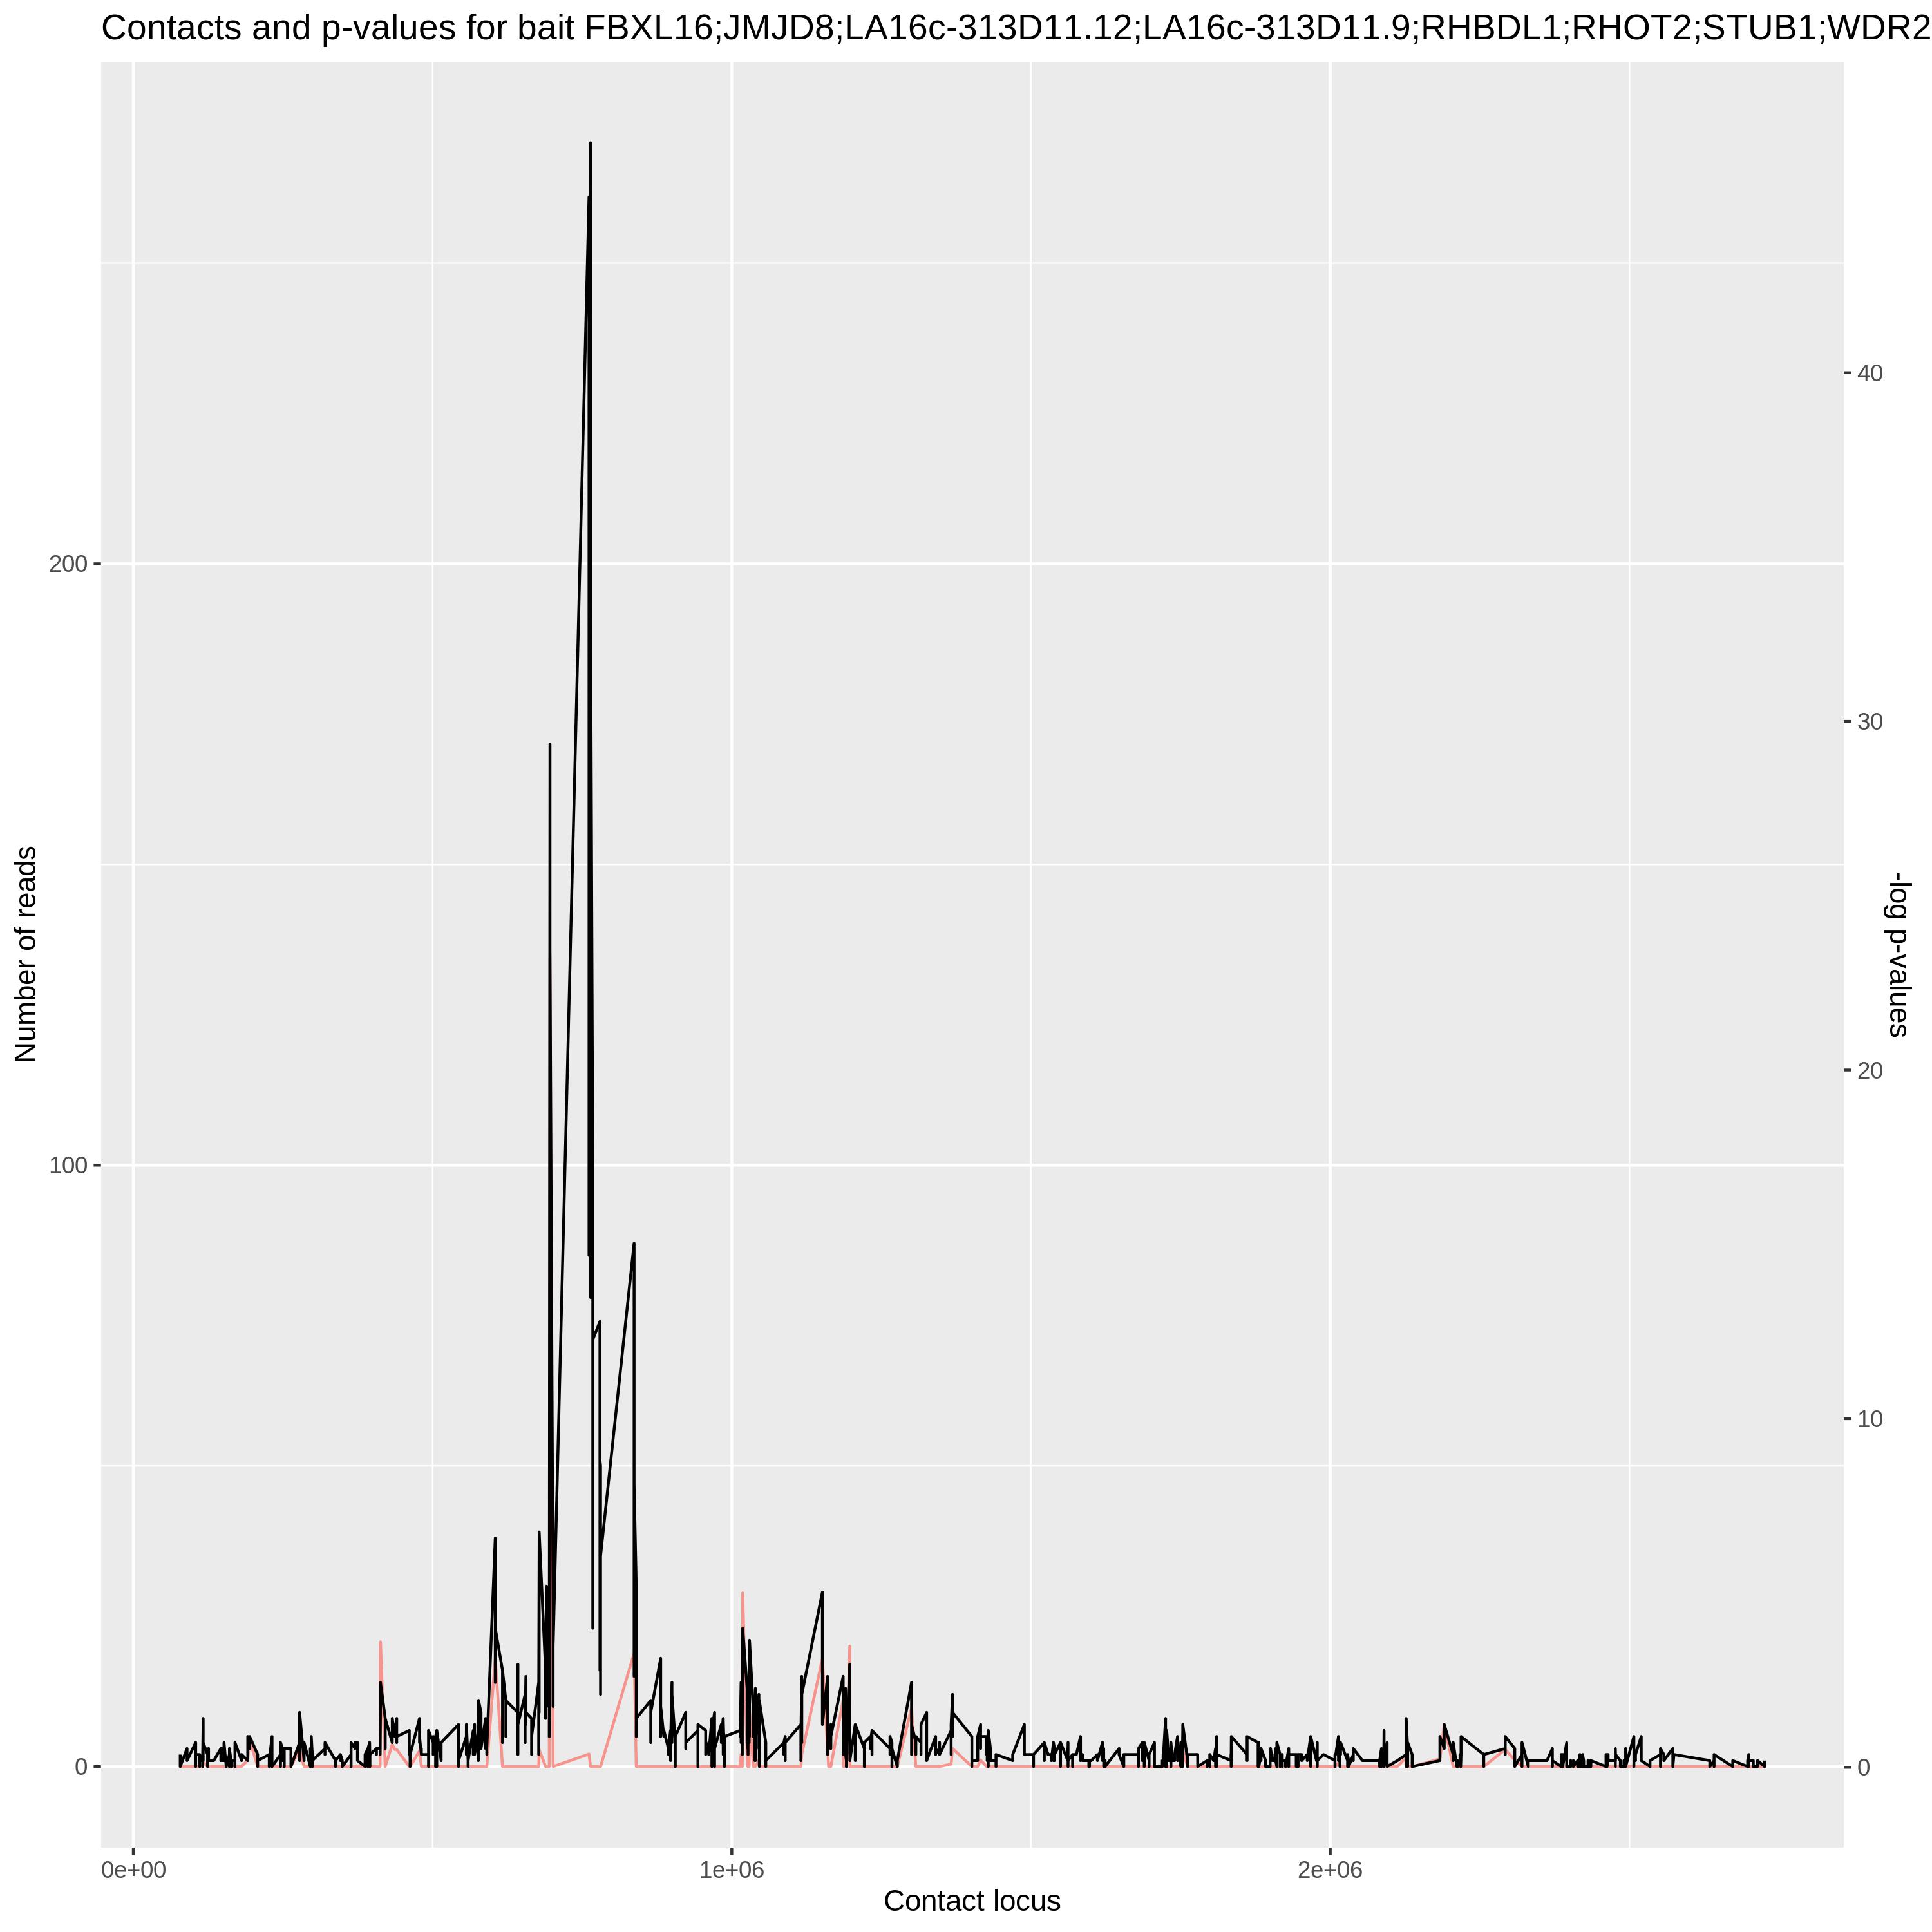 Contacts and p-values for bait FBXL16;JMJD8;LA16c-313D11.12;LA16c-313D11.9;RHBDL1;RHOT2;STUB1;WDR2
Number of reads
200
100
0
40
30
20
10
0
-log p-values
0e+00
1e+06
2e+06
Contact locus